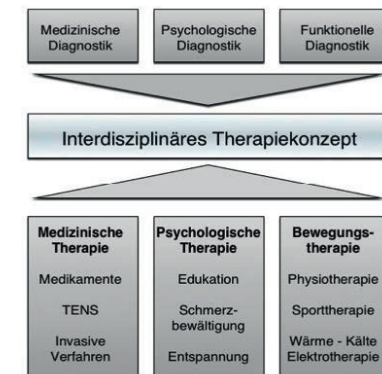 Medizinische
Diagnostik
Psychologische
Diagnostik
Funktionelle
Diagnostik
Interdisziplinäres Therapiekonzept
Medizinische
Therapie
Medikamente
TENS
Invasive
Verfahren
Psychologische
Therapie
Edukation
Schmerz-
bewältigung
Entspannung
Bewegungs-
therapie
Physiotherapie
Sporttherapie
Wärme - Kälte
Elektrotherapie